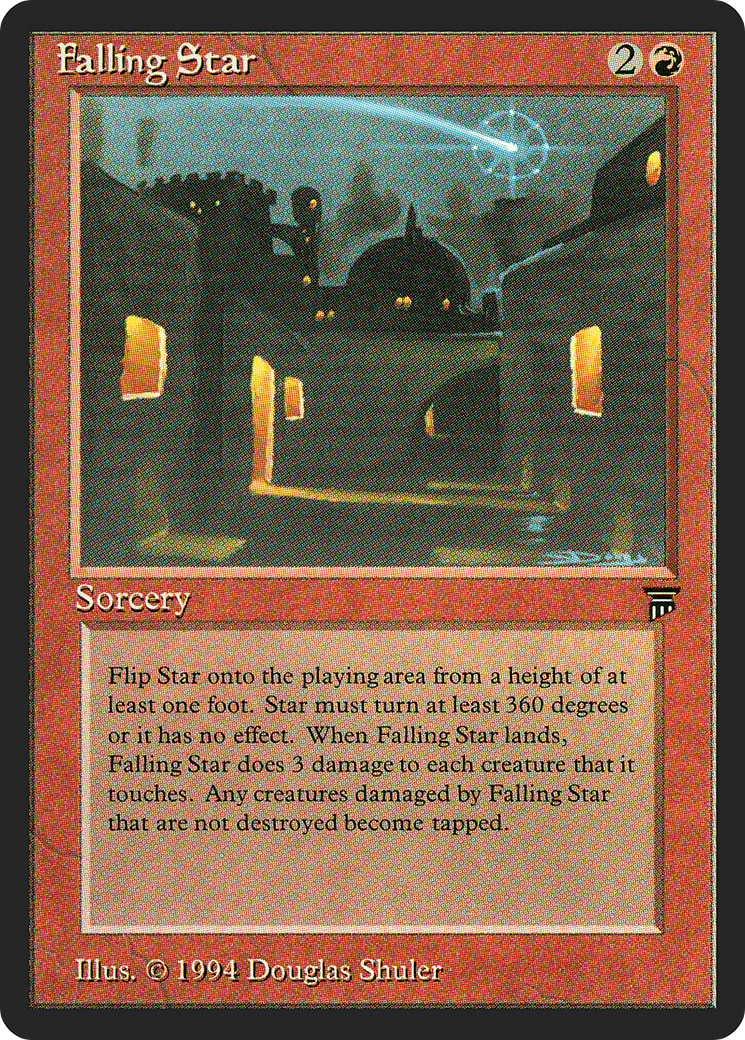 Falling Star
2
Sorcery
Flip Star onto the playing area from a height of at
least one foot. Star must turn at least 360 degrees
or it has no effect. When Falling Star lands,
Falling Star does 3 damage to each creature that it
touches. Any creatures damaged by Falling Star
that are not destroyed become tapped.
Illus. © 1994 Douglas Shuler